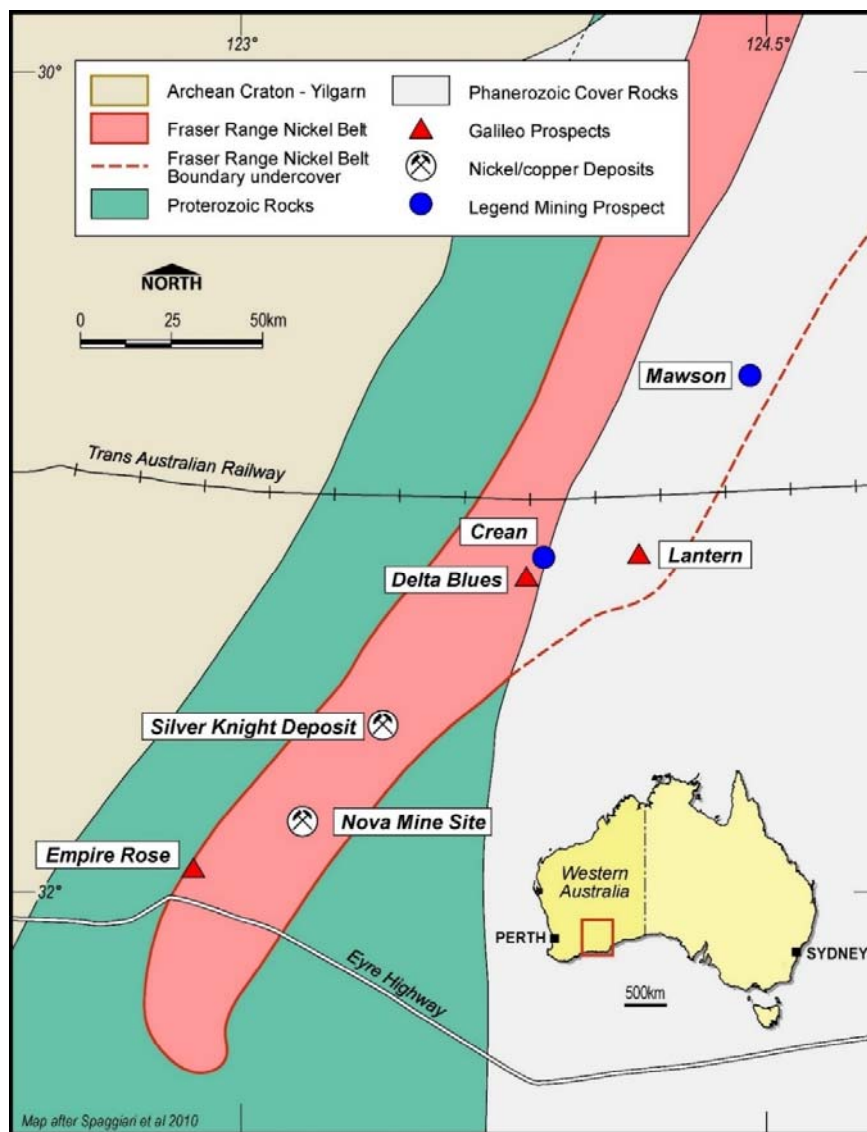 123°
124.5°
30°
Archean Craton - Yilgarn
Fraser Range Nickel Belt
Fraser Range Nickel Belt
Boundary undercover
Proterozoic Rocks
Phanerozoic Cover Rocks
Galileo Prospects
Nickel/copper Deposits
Legend Mining Prospect
NORTH
0 25 50km
Mawson
Trans Australian Railway
Crean
Lantern
Delta Blues
Silver Knight Deposit
Nova Mine Site
Empire Rose
32°
Western
Australia
PERTH
SYDNEY
500km
Eyre Highway
Map after Spaggiari et al 2010
123°
124.5°